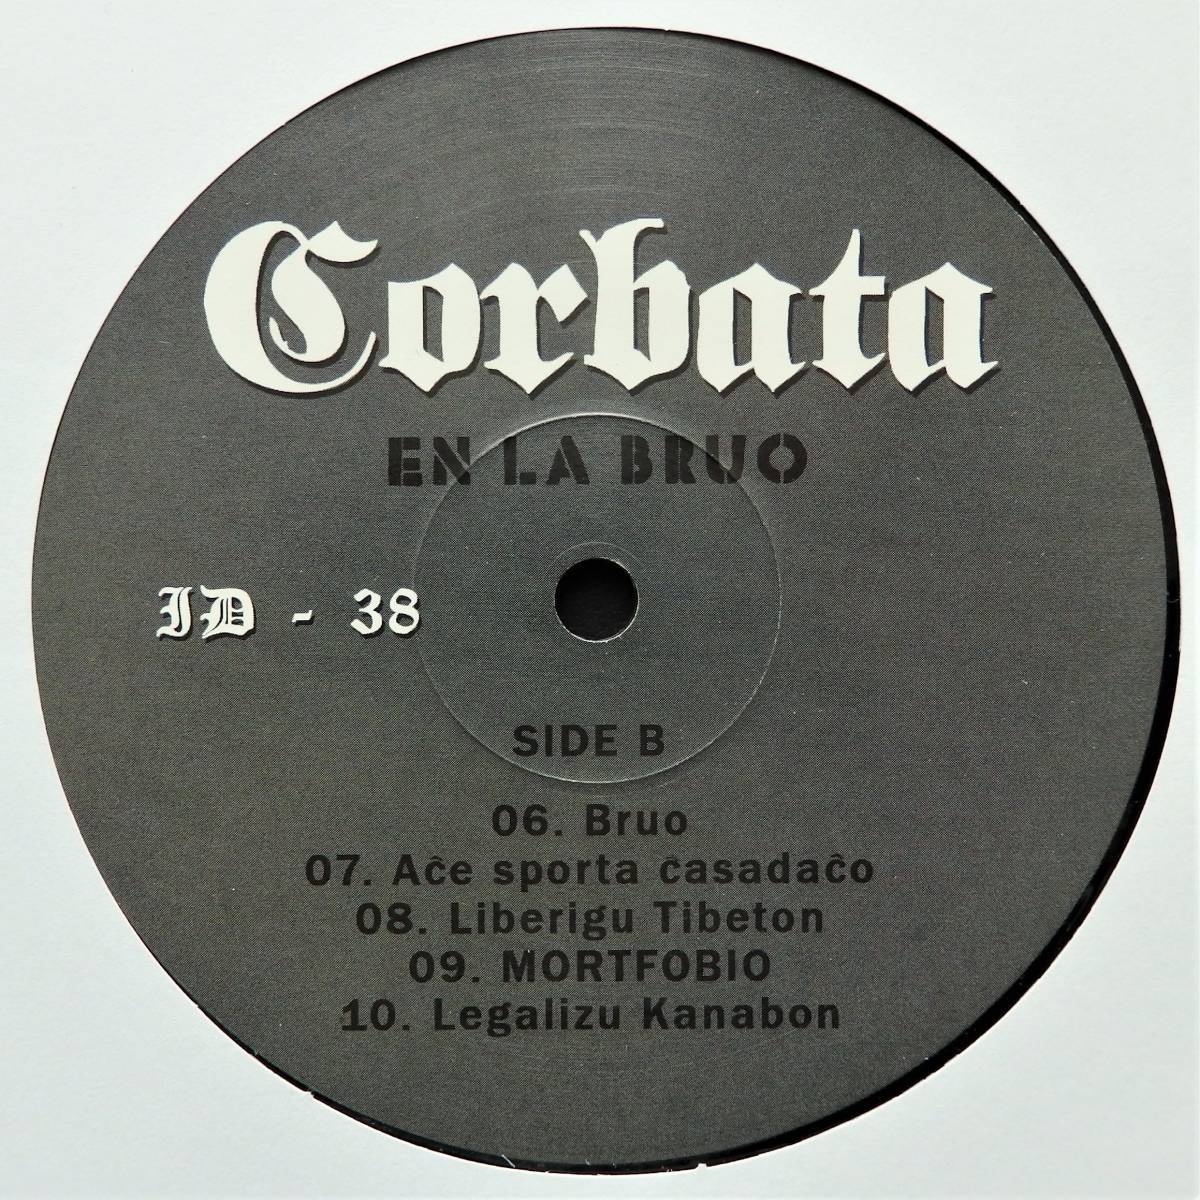 Corbata
EN LA BRUO
ID - 38
SIDE B
06. Bruo
07. Aĉe sporta ĉasadaĉo
08. Liberigu Tibeton
09. MORTFOBIO
10. Legalizu Kanabon